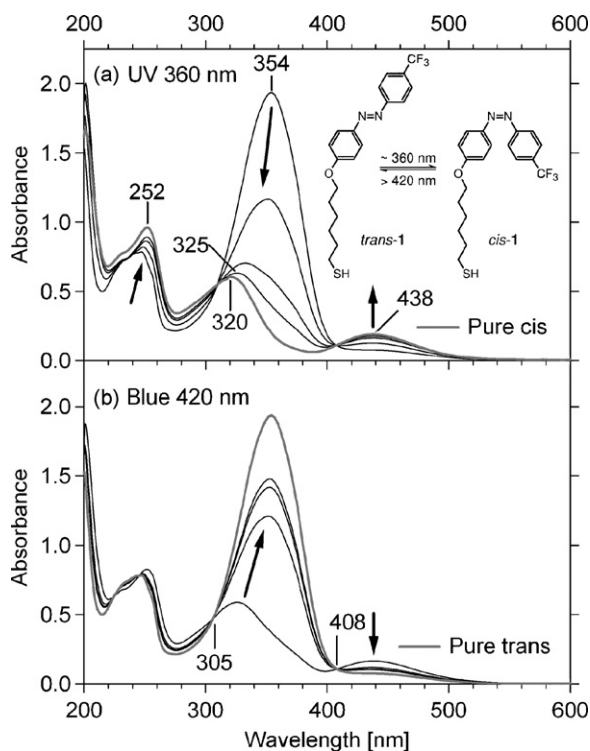 200 300 400 500 600
(a) UV 360 nm
354
CF₃
N=N
N=N
~ 360 nm
> 420 nm
O
O
CF₃
trans-1
cis-1
SH
SH
252
325
320
438
Pure cis
2.0
1.5
1.0
0.5
0.0
Absorbance
(b) Blue 420 nm
305
408
Pure trans
2.0
1.5
1.0
0.5
0.0
Absorbance
200 300 400 500 600
Wavelength [nm]